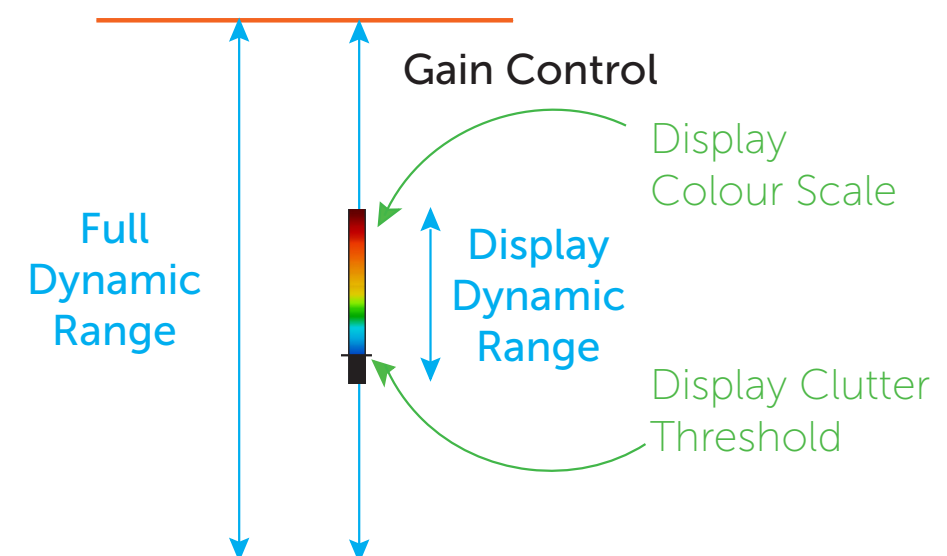 Gain Control
Display
Colour Scale
Full
Dynamic
Range
Display
Dynamic
Range
Display Clutter
Threshold